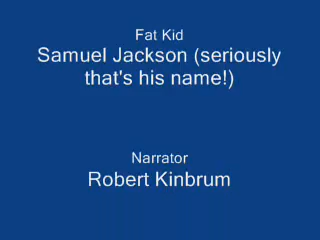 Fat Kid
Samuel Jackson (seriously
that's his name!)
Narrator
Robert Kinbrum